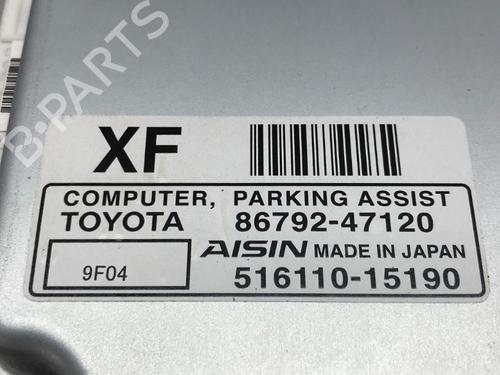 B-PARTS
XF
COMPUTER, PARKING ASSIST
TOYOTA 86792-47120
9F04
AISIN MADE IN JAPAN
516110-15190